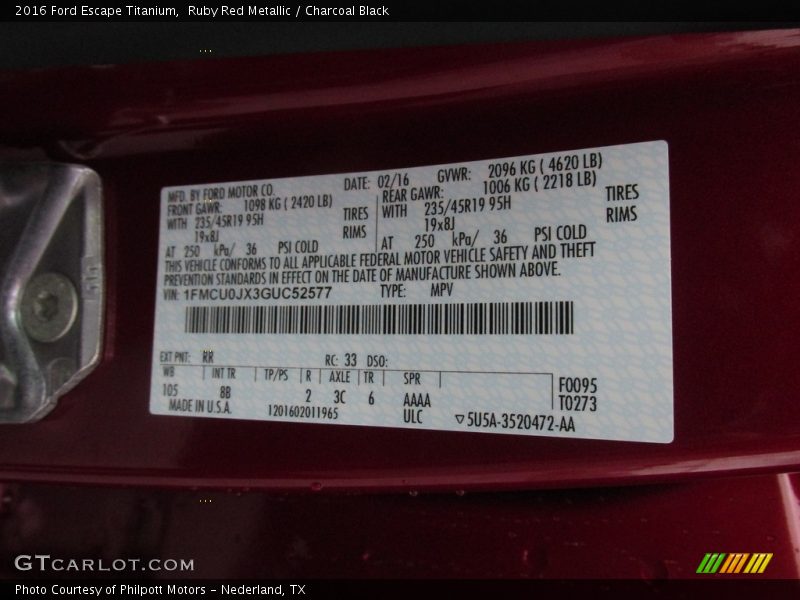 2016 Ford Escape Titanium,  Ruby Red Metallic / Charcoal Black
MFD. BY FORD MOTOR CO. DATE: 02/16 GVWR: 2096 KG ( 4620 LB)
FRONT GAWR: 1098 KG ( 2420 LB) REAR GAWR: 1006 KG ( 2218 LB)
WITH 235/45R19 95H TIRES WITH 235/45R19 95H TIRES
19x8J RIMS 19x8J RIMS
AT 250 kPa/ 36 PSI COLD AT 250 kPa/ 36 PSI COLD
THIS VEHICLE CONFORMS TO ALL APPLICABLE FEDERAL MOTOR VEHICLE SAFETY AND THEFT
PREVENTION STANDARDS IN EFFECT ON THE DATE OF MANUFACTURE SHOWN ABOVE.
VIN: 1FMCU0JX3GUC52577 TYPE: MPV
EXT PNT: RR RC: 33 DSO:
WB INT TR TP/PS R AXLE TR SPR F0095
105 8B 2 3C 6 AAAA T0273
MADE IN U.S.A. 1201602011965 ULC ▽5U5A-3520472-AA
GTCARLOT.COM
Photo Courtesy of Philpott Motors - Nederland, TX